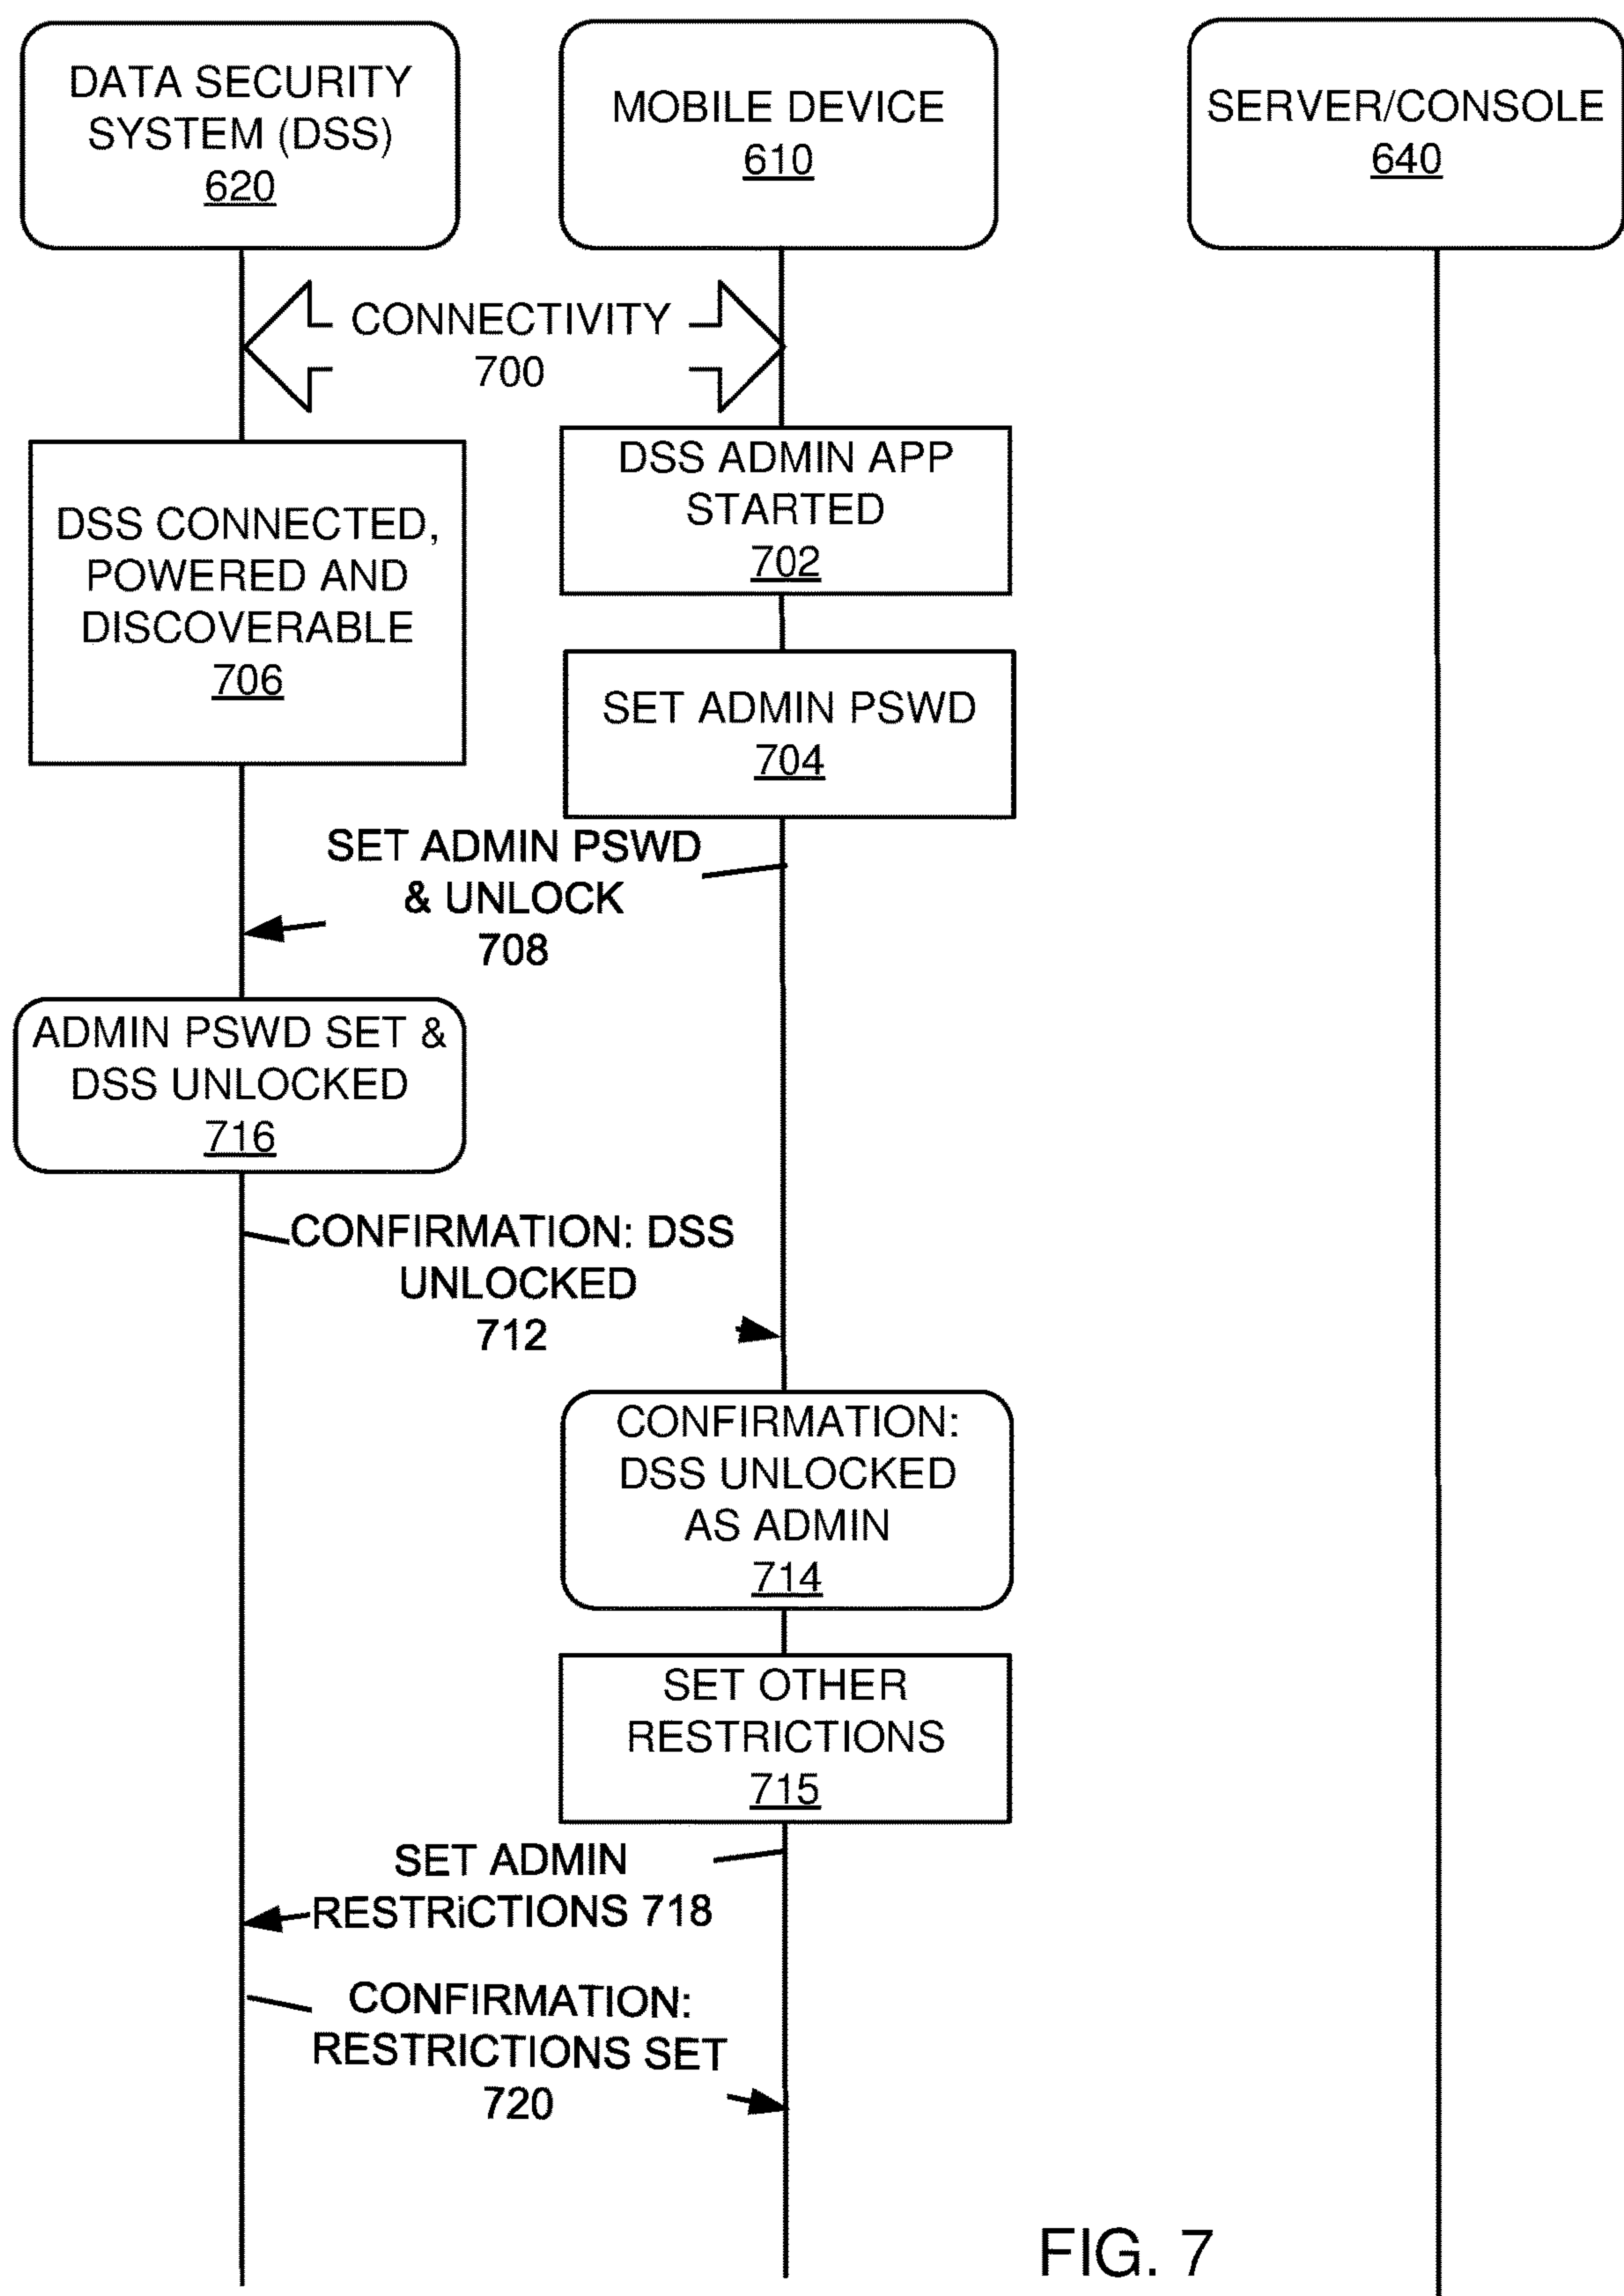 DATA SECURITY
SYSTEM (DSS)
620
MOBILE DEVICE
610
SERVER/CONSOLE
640
CONNECTIVITY
700
DSS CONNECTED,
POWERED AND
DISCOVERABLE
706
DSS ADMIN APP
STARTED
702
SET ADMIN PSWD
704
SET ADMIN PSWD
& UNLOCK
708
ADMIN PSWD SET &
DSS UNLOCKED
716
CONFIRMATION: DSS
UNLOCKED
712
CONFIRMATION:
DSS UNLOCKED
AS ADMIN
714
SET OTHER
RESTRICTIONS
715
SET ADMIN
RESTRiCTIONS 718
CONFIRMATION:
RESTRICTIONS SET
720
FIG. 7